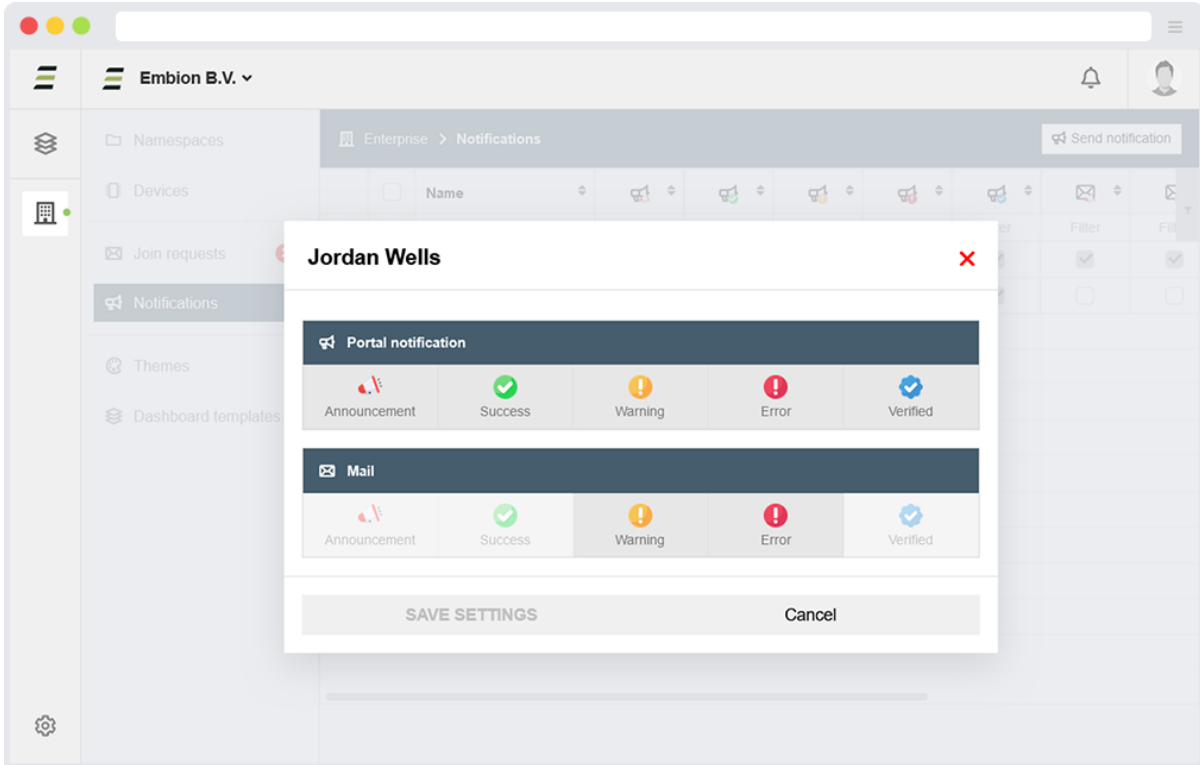 Embion B.V.
Namespaces
Devices
Join requests
Notifications
Themes
Dashboard templates
Enterprise > Notifications
Send notification
Name
Filter
Jordan Wells
Portal notification
Announcement Success Warning Error Verified
Mail
Announcement Success Warning Error Verified
SAVE SETTINGS Cancel